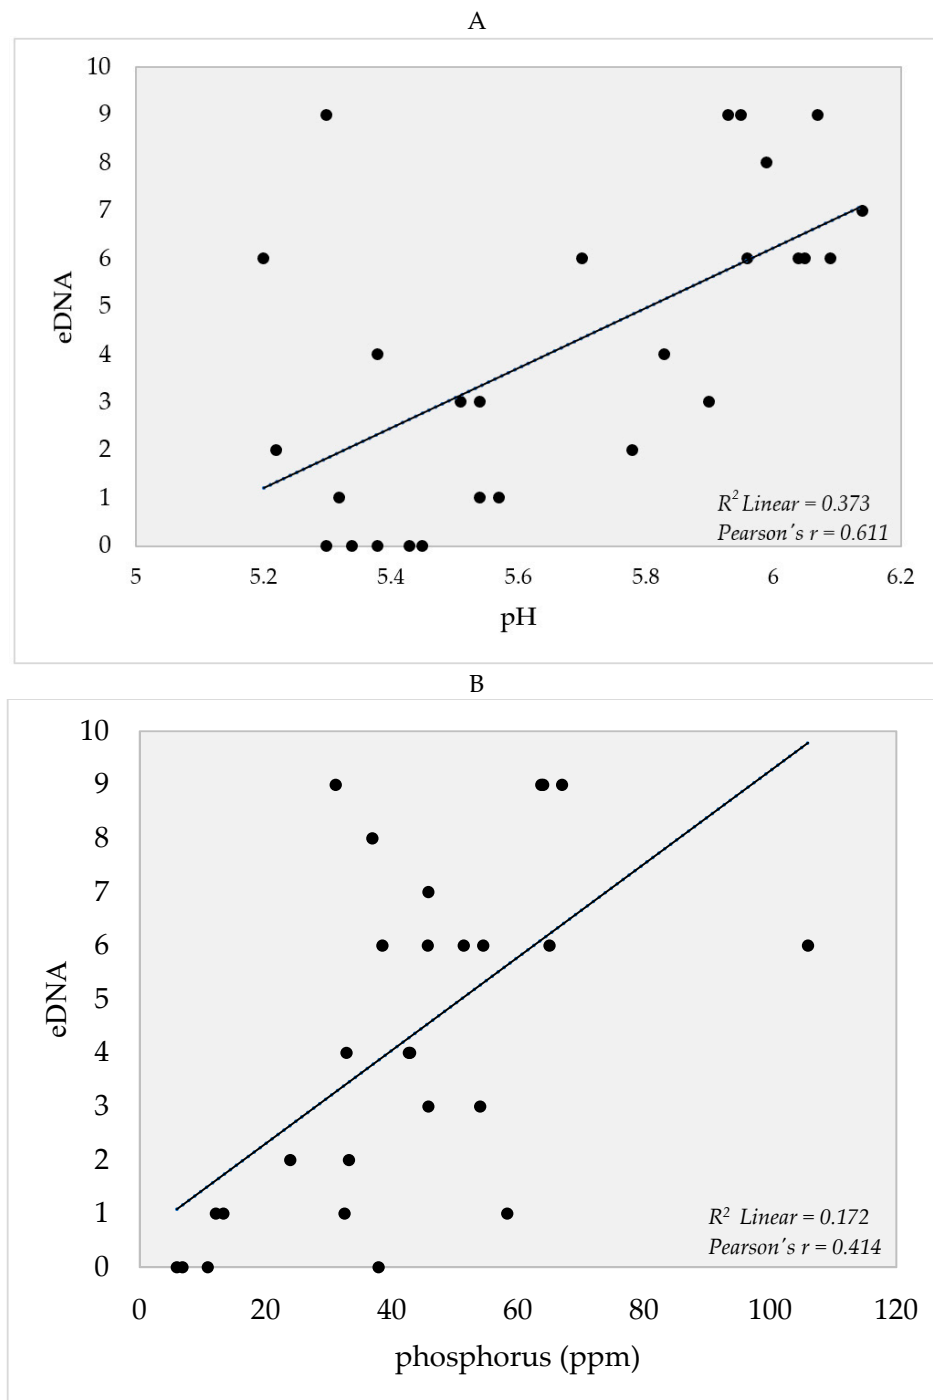 A
10
9
8
7
6
5
4
3
2
1
0
eDNA
R² Linear = 0.373
Pearson's r = 0.611
5 5.2 5.4 5.6 5.8 6 6.2
pH
B
10
9
8
7
6
5
4
3
2
1
0
eDNA
R² Linear = 0.172
Pearson's r = 0.414
0 20 40 60 80 100 120
phosphorus (ppm)